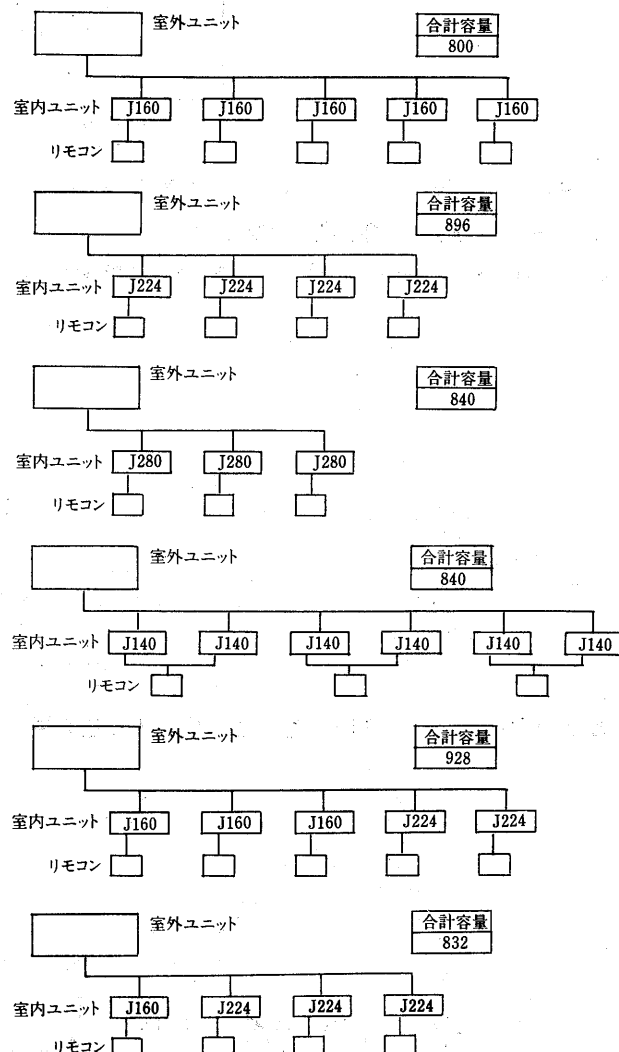 室外ユニット 合計容量
800
室内ユニット J160 J160 J160 J160 J160
リモコン
室外ユニット 合計容量
896
室内ユニット J224 J224 J224 J224
リモコン
室外ユニット 合計容量
840
室内ユニット J280 J280 J280
リモコン
室外ユニット 合計容量
840
室内ユニット J140 J140 J140 J140 J140 J140
リモコン
室外ユニット 合計容量
928
室内ユニット J160 J160 J160 J224 J224
リモコン
室外ユニット 合計容量
832
室内ユニット J160 J224 J224 J224
リモコン